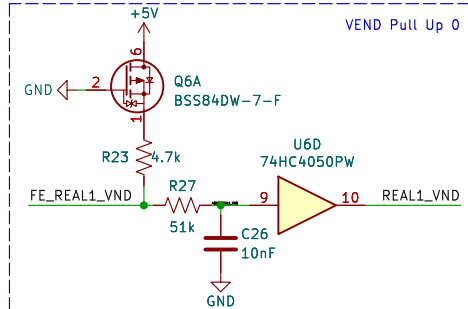 +5V
VEND Pull Up 0
6
Q6A
GND
2
BSS84DW-7-F
1
U6D
R23
4.7k
74HC4050PW
FE_REAL1_VND
R27
9
10
REAL1_VND
51k
C26
10nF
GND